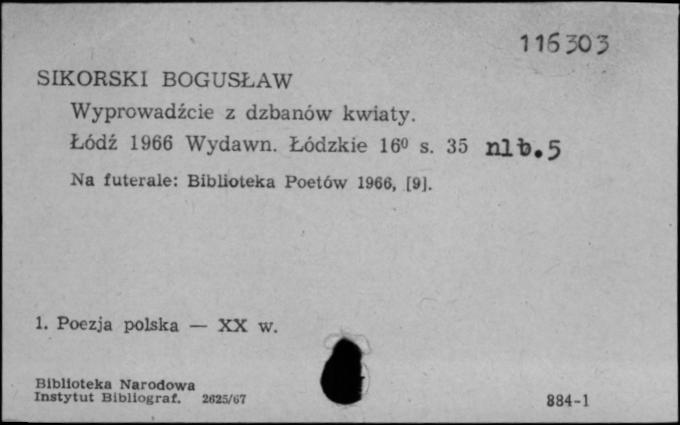 116303
SIKORSKI BOGUSŁAW
Wyprowadźcie z dzbanów kwiaty.
Łódź 1966 Wydawn. Łódzkie 16⁰ s. 35 nlb.5
Na futerale: Biblioteka Poetów 1966, [9].
1. Poezja polska — XX w.
Biblioteka Narodowa
Instytut Bibliograf. 2625/67
884-1